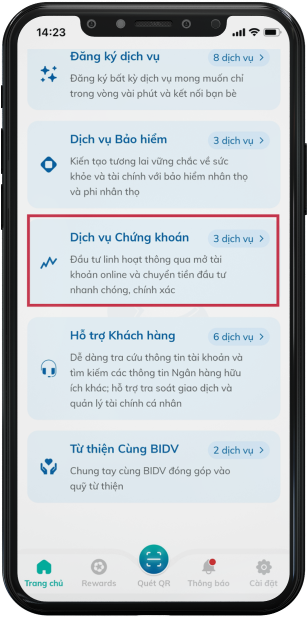 14:23
Đăng ký dịch vụ
8 dịch vụ >
Đăng ký bất kỳ dịch vụ mong muốn chỉ
trong vòng vài phút và kết nối bạn bè
Dịch vụ Bảo hiểm
3 dịch vụ >
Kiến tạo tương lai vững chắc về sức
khỏe và tài chính với bảo hiểm nhân thọ
và phi nhân thọ
Dịch vụ Chứng khoán
3 dịch vụ >
Đầu tư linh hoạt thông qua mở tài
khoản online và chuyển tiền đầu tư
nhanh chóng, chính xác
Hỗ trợ Khách hàng
6 dịch vụ >
Dễ dàng tra cứu thông tin tài khoản và
tìm kiếm các thông tin Ngân hàng hữu
ích khác; hỗ trợ tra soát giao dịch và
quản lý tài chính cá nhân
Từ thiện Cùng BIDV
2 dịch vụ >
Chung tay cùng BIDV đóng góp vào
quỹ từ thiện
Trang chủ
Rewards
Quét QR
Thông báo
Cài đặt